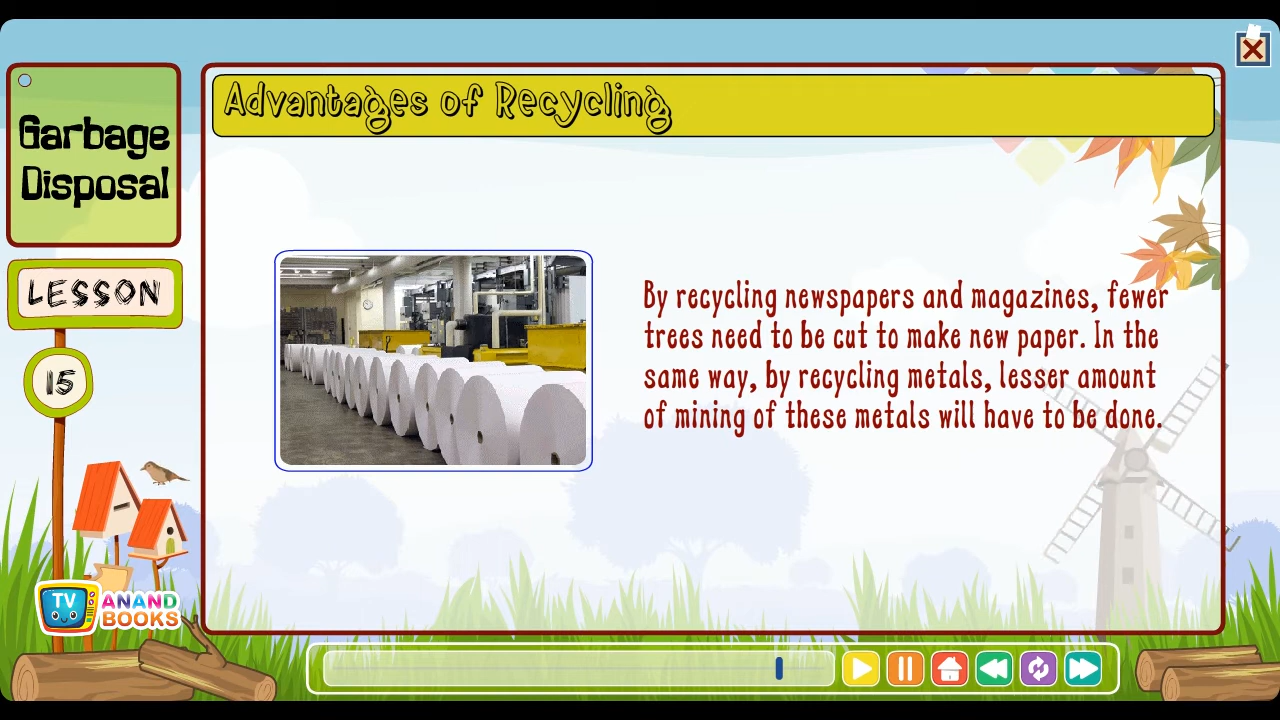 Advantages of Recycling
Garbage
Disposal
LESSON
15
By recycling newspapers and magazines, fewer
trees need to be cut to make new paper. In the
same way, by recycling metals, lesser amount
of mining of these metals will have to be done.
TV
ANAND
BOOKS